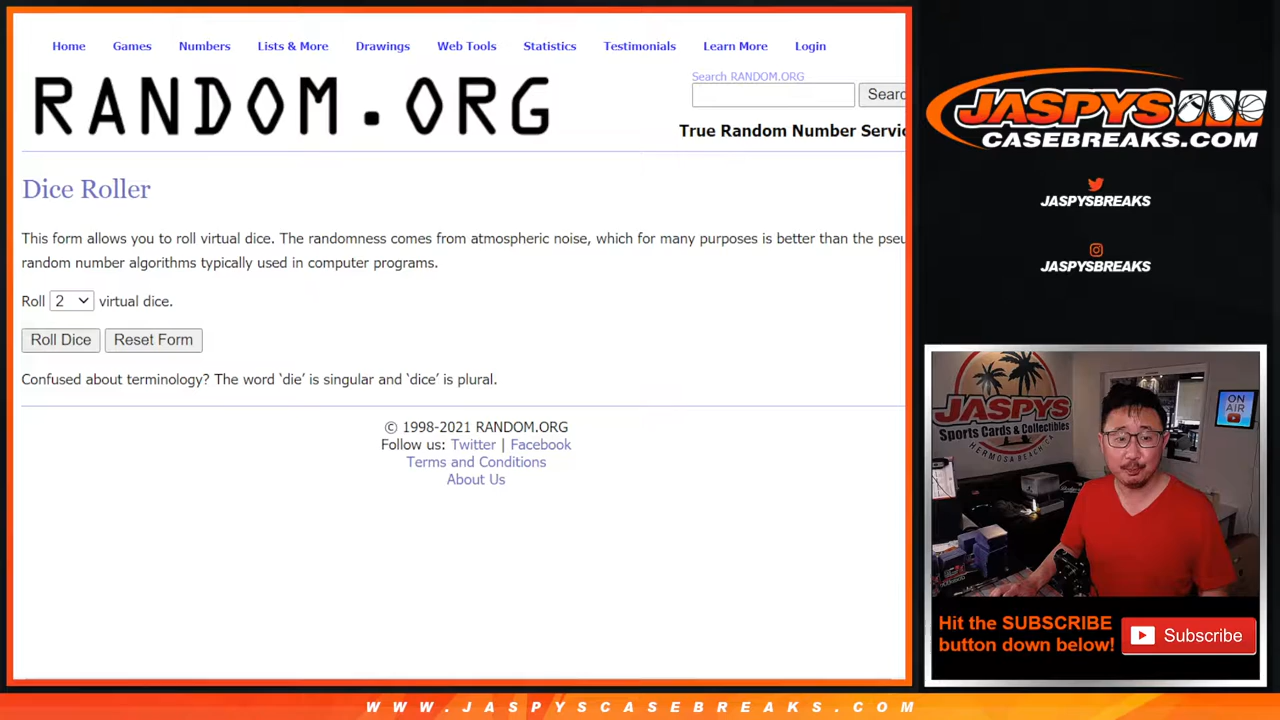 Home Games Numbers Lists & More Drawings Web Tools Statistics Testimonials Learn More Login
RANDOM.ORG
Search RANDOM.ORG
Searc
True Random Number Servic
Dice Roller
This form allows you to roll virtual dice. The randomness comes from atmospheric noise, which for many purposes is better than the pseu
random number algorithms typically used in computer programs.
Roll 2 virtual dice.
Roll Dice Reset Form
Confused about terminology? The word ‘die’ is singular and ‘dice’ is plural.
© 1998-2021 RANDOM.ORG
Follow us: Twitter | Facebook
Terms and Conditions
About Us
JASPYS
CASEBREAKS.COM
JASPYSBREAKS
JASPYSBREAKS
JASPYS
Sports Cards & Collectibles
HERMOSA BEACH, CA
ON
AIR
Hit the SUBSCRIBE
button down below!
Subscribe
WWW.JASPYSCASEBREAKS.COM